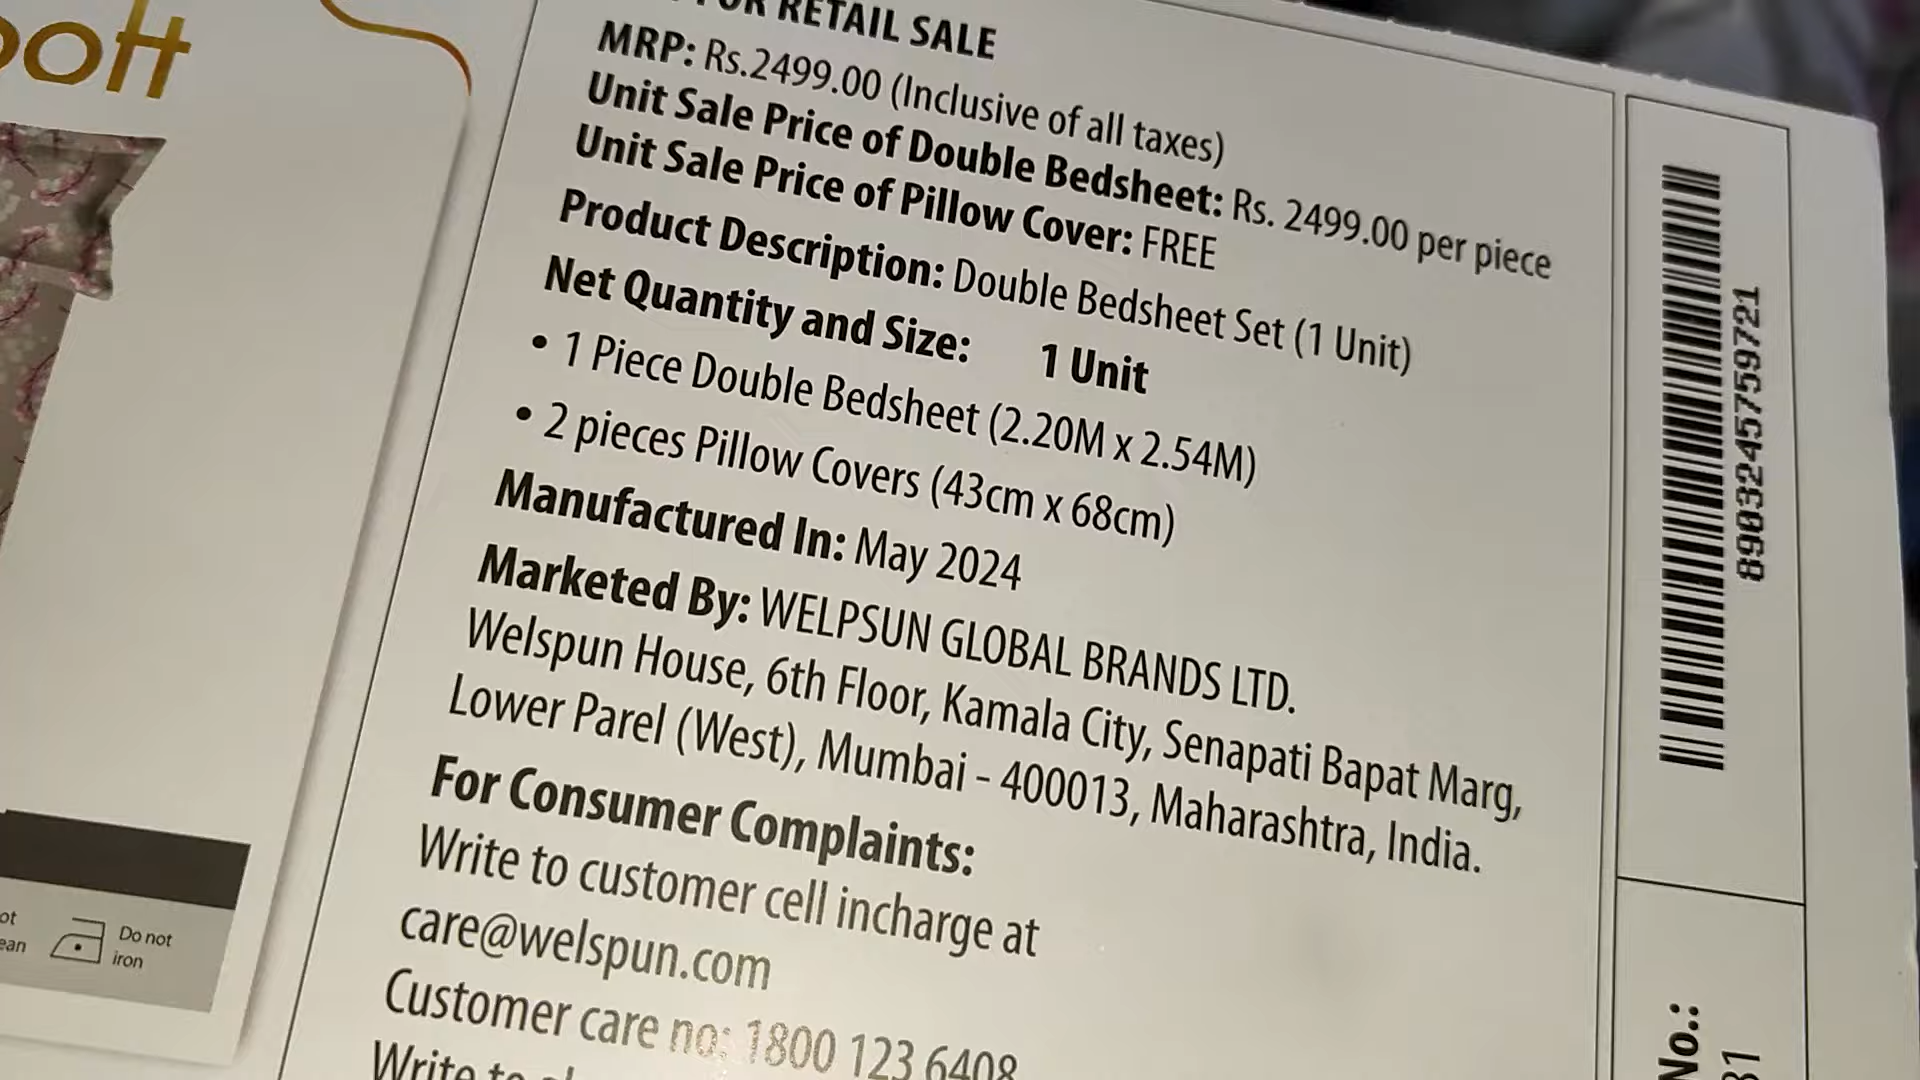 FOR RETAIL SALE
MRP: Rs.2499.00 (Inclusive of all taxes)
Unit Sale Price of Double Bedsheet: Rs. 2499.00 per piece
Unit Sale Price of Pillow Cover: FREE
Product Description: Double Bedsheet Set (1 Unit)
Net Quantity and Size: 1 Unit
• 1 Piece Double Bedsheet (2.20M x 2.54M)
• 2 pieces Pillow Covers (43cm x 68cm)
Manufactured In: May 2024
Marketed By: WELPSUN GLOBAL BRANDS LTD.
Welspun House, 6th Floor, Kamala City, Senapati Bapat Marg,
Lower Parel (West), Mumbai - 400013, Maharashtra, India.
For Consumer Complaints:
Write to customer cell incharge at
care@welspun.com
Customer care no: 1800 123 6408
Write to
Do not
iron
8903245759721
No.: